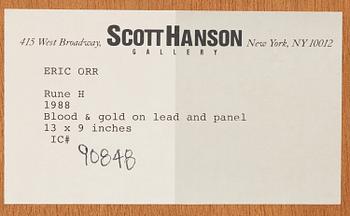 415 West Broadway, SCOTT HANSON New York, NY 10012
GALLERY
ERIC ORR
Rune H
1988
Blood & gold on lead and panel
13 x 9 inches
IC#
90848